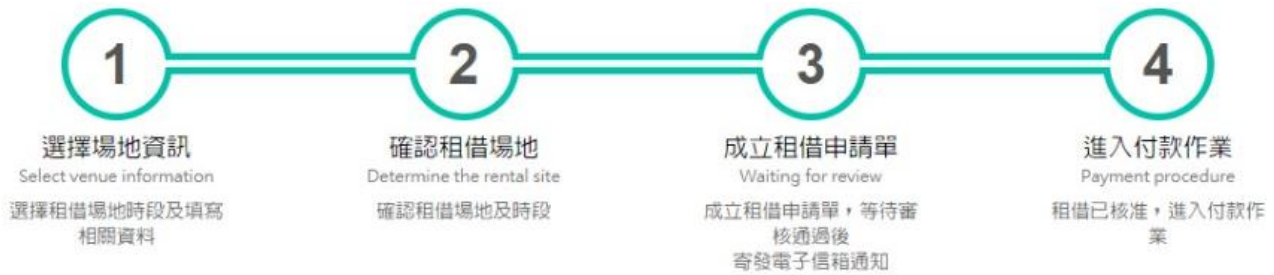 1
2
3
4
選擇場地資訊
Select venue information
選擇租借場地時段及填寫
相關資料
確認租借場地
Determine the rental site
確認租借場地及時段
成立租借申請單
Waiting for review
成立租借申請單，等待審
核通過後
寄發電子信箱通知
進入付款作業
Payment procedure
租借已核准，進入付款作
業